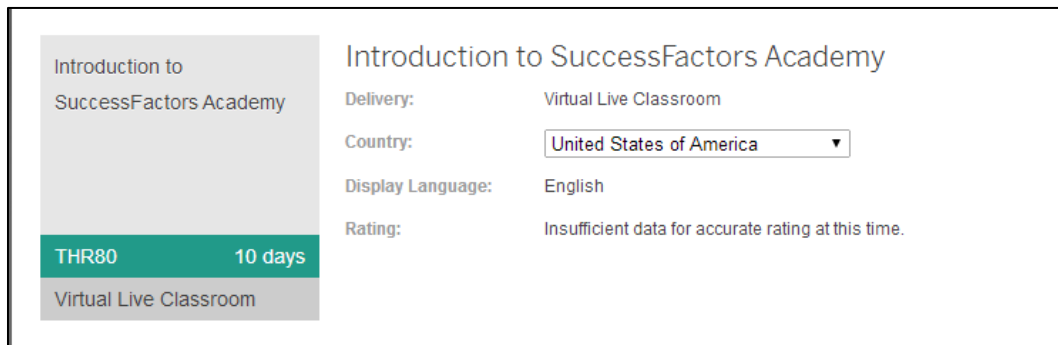 Introduction to
SuccessFactors Academy
THR80 10 days
Virtual Live Classroom
Introduction to SuccessFactors Academy
Delivery: Virtual Live Classroom
Country: United States of America
Display Language: English
Rating: Insufficient data for accurate rating at this time.